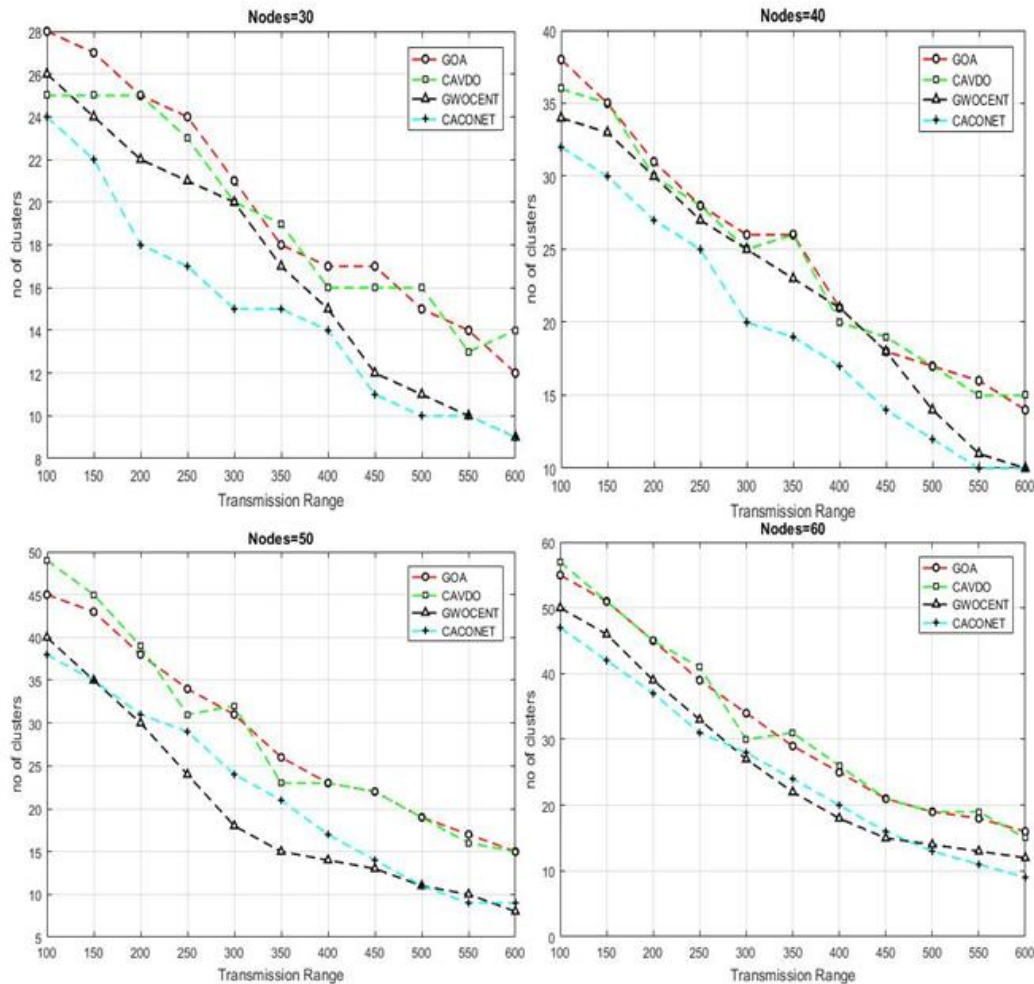 Nodes=30
28
26
24
22
20
18
16
14
12
10
8
no of clusters
GOA
CAVDO
GWOCENT
CACONET
100 150 200 250 300 350 400 450 500 550 600
Transmission Range
Nodes=40
40
35
30
25
20
15
10
no of clusters
GOA
CAVDO
GWOCENT
CACONET
100 150 200 250 300 350 400 450 500 550 600
Transmission Range
Nodes=50
50
45
40
35
30
25
20
15
10
5
no of clusters
GOA
CAVDO
GWOCENT
CACONET
100 150 200 250 300 350 400 450 500 550 600
Transmission Range
Nodes=60
60
50
40
30
20
10
0
no of clusters
GOA
CAVDO
GWOCENT
CACONET
100 150 200 250 300 350 400 450 500 550 600
Transmission Range